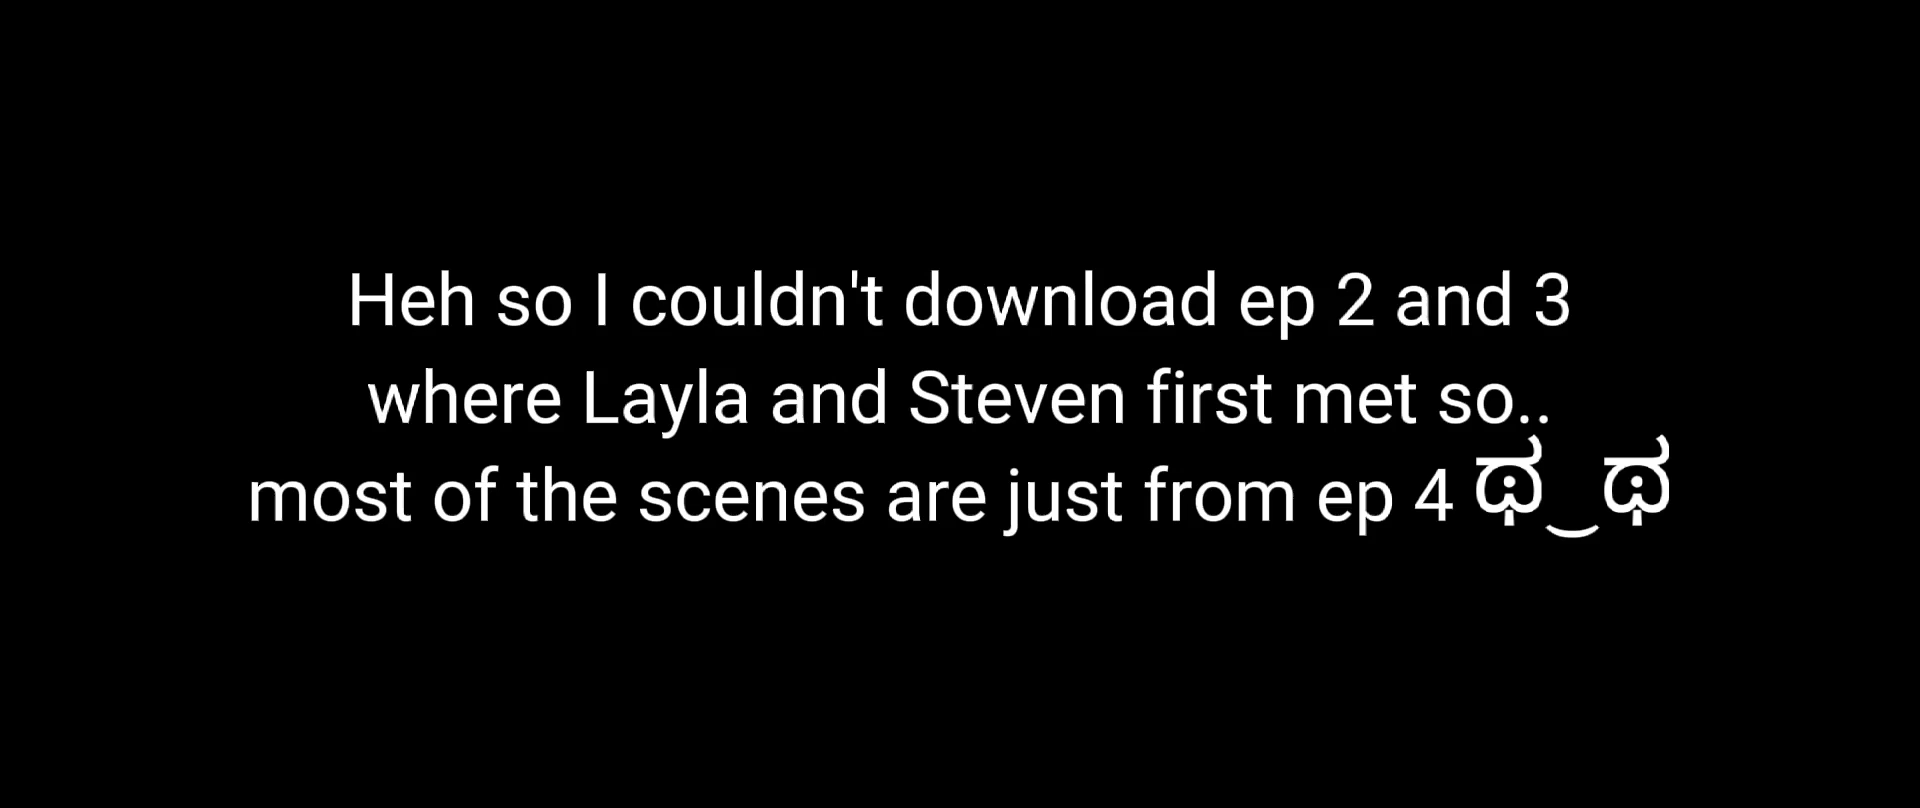 Heh so I couldn't download ep 2 and 3
where Layla and Steven first met so..
most of the scenes are just from ep 4 ಥ‿ಥ